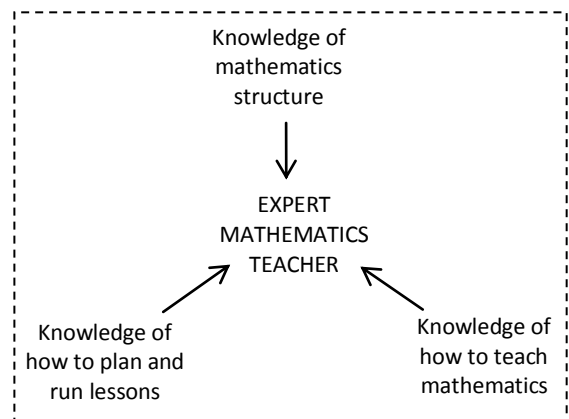 Knowledge of
mathematics
structure
EXPERT
MATHEMATICS
TEACHER
Knowledge of
how to plan and
run lessons
Knowledge of
how to teach
mathematics